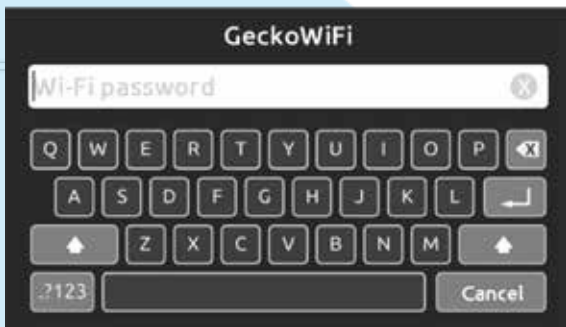 GeckoWiFi
Wi-Fi password
Q W E R T Y U I O P
A S D F G H J K L
Z X C V B N M
.?123 Cancel